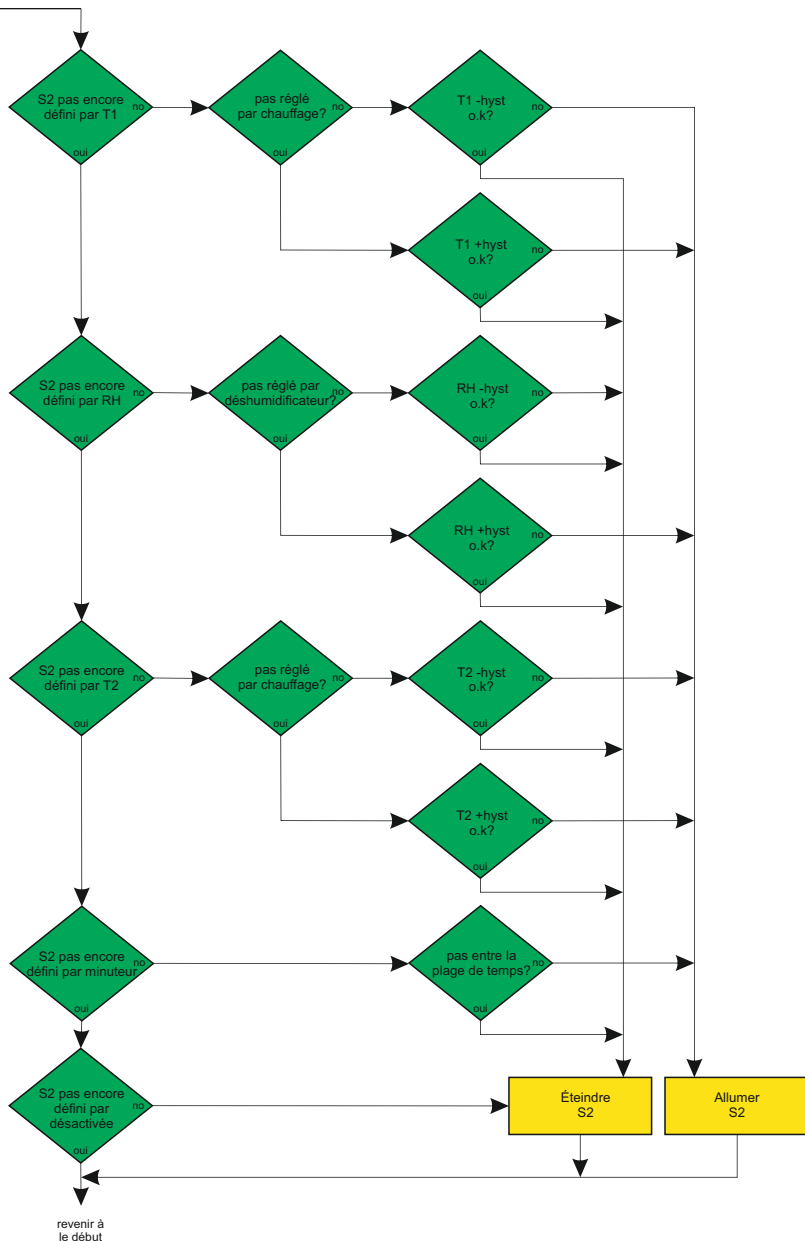 S2 pas encore
défini par T1
no
oui
pas réglé
par chauffage?
no
oui
T1 -hyst
o.k?
no
oui
T1 +hyst
o.k?
no
oui
S2 pas encore
défini par RH
no
oui
pas réglé par
déshumidificateur?
no
oui
RH -hyst
o.k?
no
oui
RH +hyst
o.k?
no
oui
S2 pas encore
défini par T2
no
oui
pas réglé
par chauffage?
no
oui
T2 -hyst
o.k?
no
oui
T2 +hyst
o.k?
no
oui
S2 pas encore
défini par minuteur
no
oui
pas entre la
plage de temps?
no
oui
S2 pas encore
défini par
désactivée
no
oui
Éteindre
S2
Allumer
S2
revenir à
le début